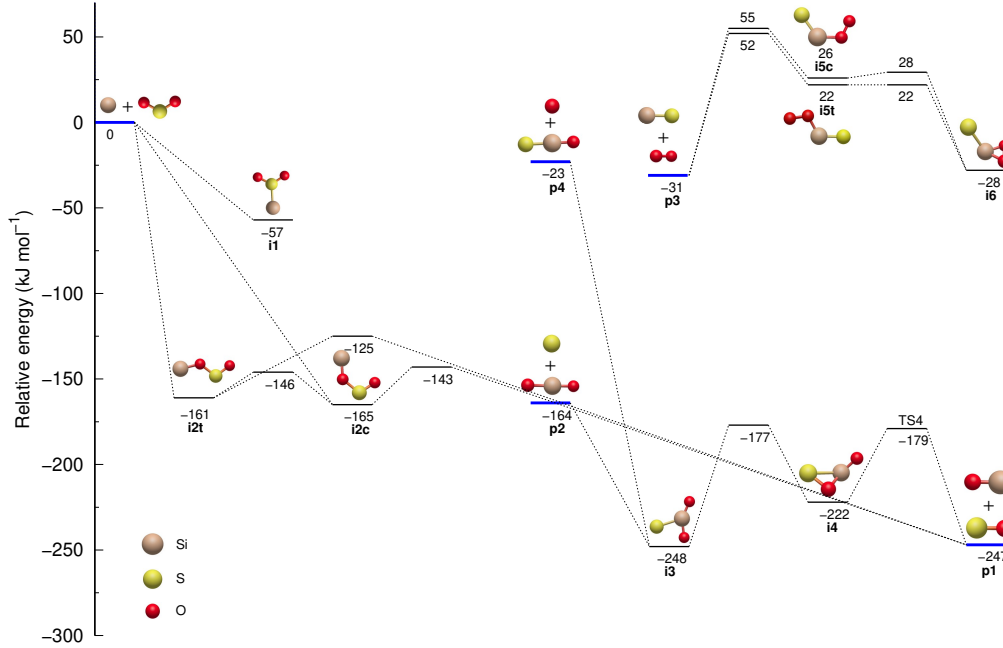 Relative energy (kJ mol⁻¹)
50
0
−50
−100
−150
−200
−250
−300
+
0
−57
i1
−161
i2t
−146
−125
−165
i2c
−143
+
−23
p4
+
−164
p2
+
−31
p3
55
52
26
i5c
22
i5t
28
22
−28
i6
−248
i3
−177
−222
i4
TS4
−179
+
−247
p1
Si
S
O